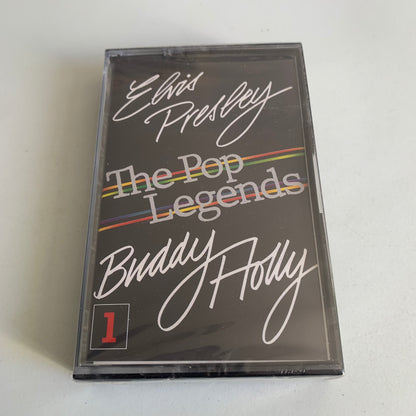 Elvis
Presley
The Pop
Legends
Buddy Holly
1